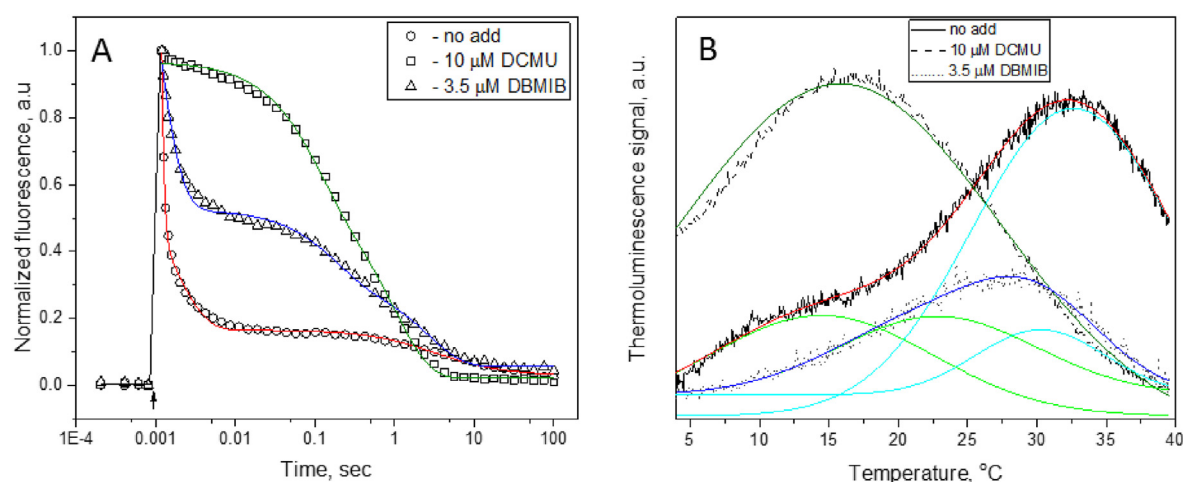 A
○ - no add
□ - 10 μM DCMU
△ - 3.5 μM DBMIB
Normalized fluorescence, a.u
1.0
0.8
0.6
0.4
0.2
0.0
1E-4 0.001 0.01 0.1 1 10 100
Time, sec
B
no add
10 μM DCMU
3.5 μM DBMIB
Thermoluminescence signal, a.u.
5 10 15 20 25 30 35 40
Temperature, °C